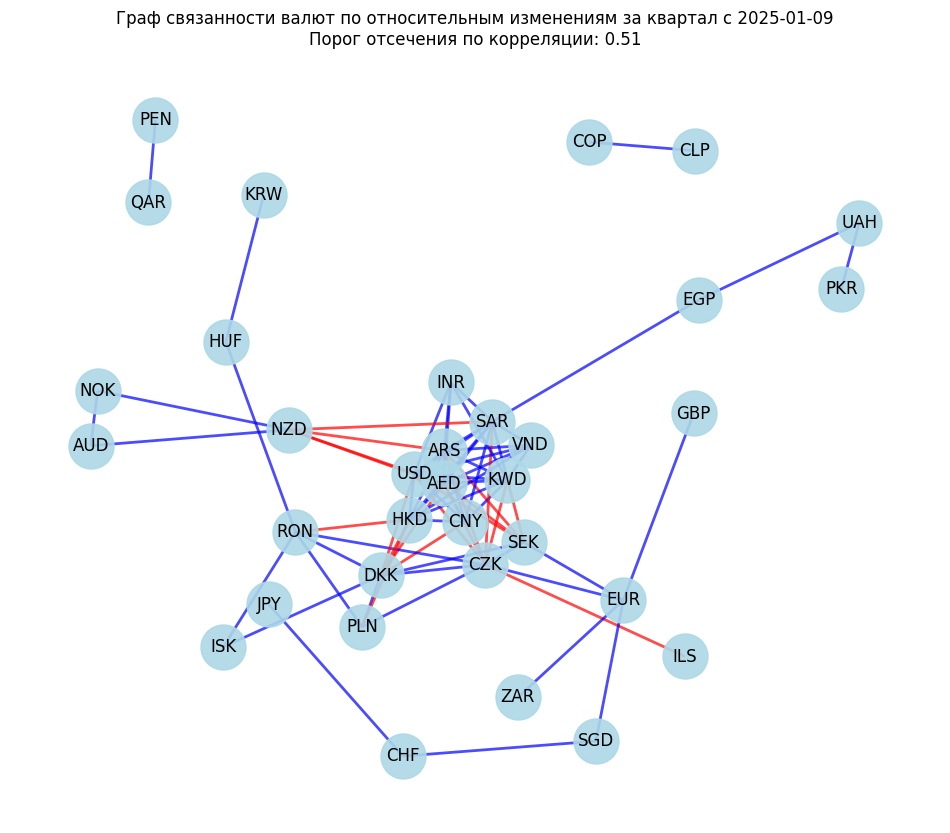 Граф связанности валют по относительным изменениям за квартал с 2025-01-09
Порог отсечения по корреляции: 0.51
PEN
COP
CLP
KRW
QAR
UAH
PKR
EGP
HUF
INR
NOK
GBP
SAR
NZD
AUD
VND
ARS
USD
KWD
AED
HKD
CNY
RON
SEK
CZK
DKK
EUR
JPY
PLN
ISK
ILS
ZAR
SGD
CHF